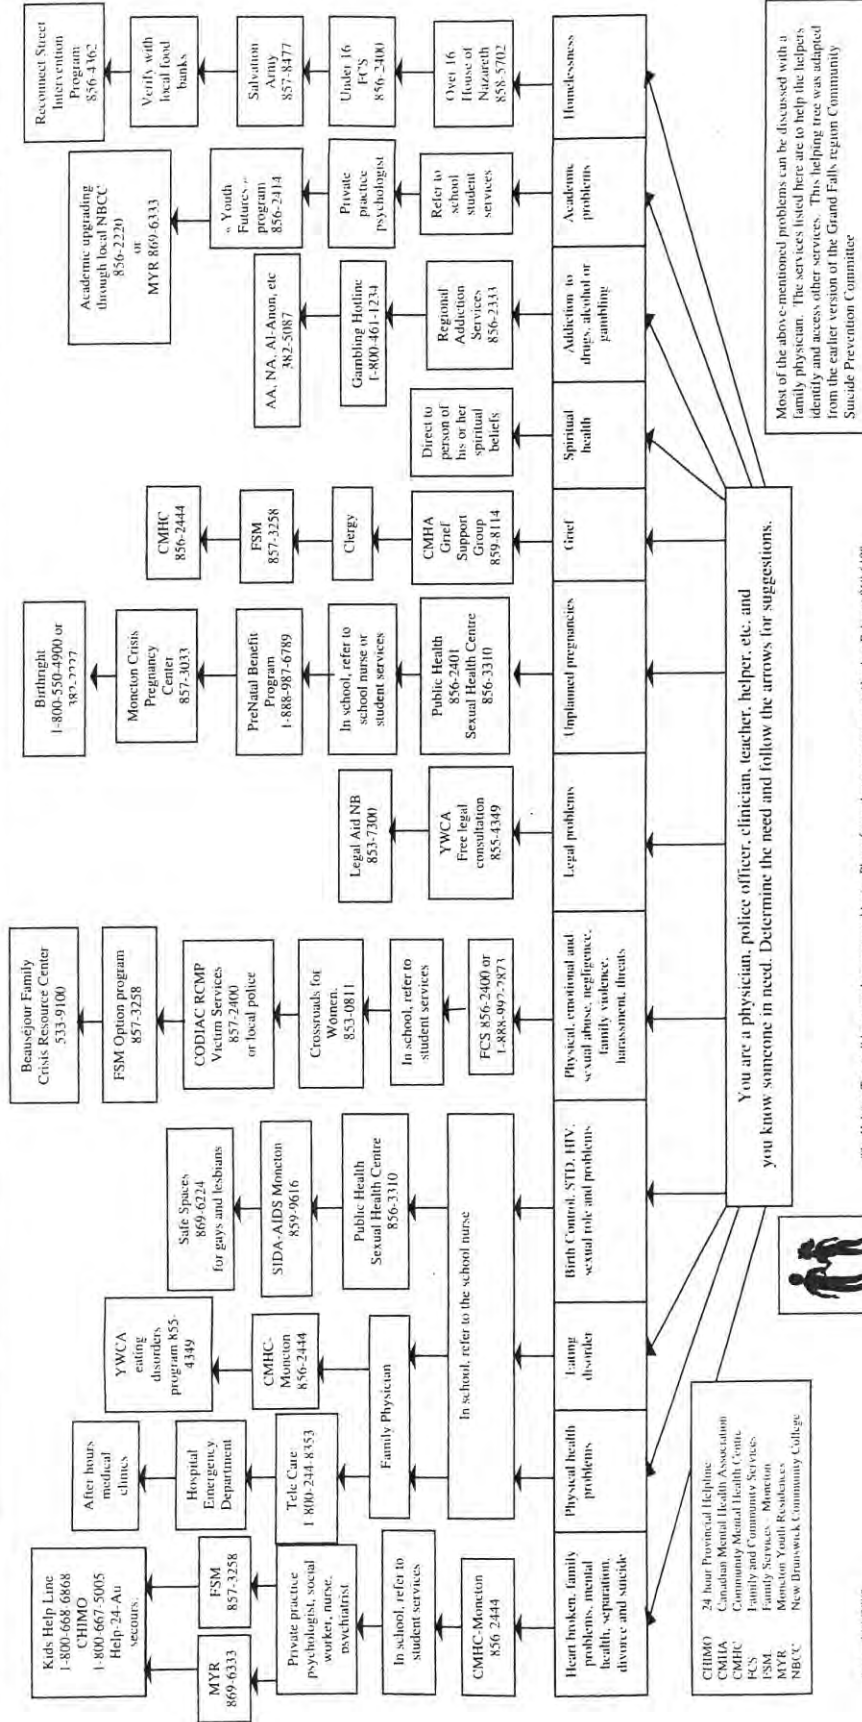 Kids Help Line
1-800-668-6868
CHIMO
1-800-667-5005
Help-24-Au
secours.
MYR
869-6333
FSM
857-3258
Private practice
psychologist, social
worker, nurse,
psychiatrist
In school, refer to
student services
CMHC-Moncton
856 2444
Heart broken, family
problems, mental
health, separation,
divorce and suicide
After hours
medical
clinics
Hospital
Emergency
Department
Tele Care
1 800-244-8353
Family Physician
In school, refer to the school nurse
Physical health
problems
YWCA
eating
disorders
program 855-
4349
CMHC-
Moncton
856-2444
Eating
disorder
Safe Spaces
869-6224
for gays and lesbians
SIDA-AIDS Moncton
859-9616
Public Health
Sexual Health Centre
856-3310
Birth Control, STD, HIV,
sexual role and problems
Beauséjour Family
Crisis Resource Center
533-9100
FSM Option program
857-3258
CODIAC RCMP
Victim Services
857-2400
or local police
Crossroads for
Women.
853-0811
In school, refer to
student services
FCS 856-2400 or
1-888-992-2873
Physical, emotional and
sexual abuse, negligence,
family violence,
harassment, threats
Legal Aid NB
853-7300
YWCA
Free legal
consultation
855-4349
Legal problems
Birthright
1-800-550-4900 or
Moncton Crisis
Pregnancy
Center
857-3033
PreNatal Benefit
Program
1-888-987-6789
In school, refer to
school nurse or
student services
Public Health
856-2401
Sexual Health Centre
856-3310
Unplanned pregnancies
CMHC
856-2444
FSM
857-3258
Clergy
CMHA
Grief
Support
Group
859-8114
Grief
Direct to
person of
his or her
spiritual
beliefs
Spiritual
health
AA, NA, Al-Anon, etc
382-5087
Gambling Hotline
1-800-461-1234
Regional
Addiction
Services
856-2333
Addiction to
drugs, alcohol or
gambling
Academic upgrading
through local NBCC
856-2220
or
MYR 869-6333
« Youth
Futures »
program
856-2414
Private
practice
psychologist
Refer to
school
student
services
Academic
problems
Reconnect Street
Intervention
Program
856-4362
Verify with
local food
banks
Salvation
Army
857-8477
Under 16
FCS
856-2400
Over 16
House of
Nazareth
858-5702
Homelessness
You are a physician, police officer, clinician, teacher, helper, etc. and
you know someone in need. Determine the need and follow the arrows for suggestions.
CHIMO 24 hour Provincial Helpline
CMHA Canadian Mental Health Association
CMHC Community Mental Health Centre
FCS Family and Community Services
FSM. Family Services - Moncton
MYR Moncton Youth Residences
NBCC New Brunswick Community College
Most of the above-mentioned problems can be discussed with a
family physician. The services listed here are to help the helpers
identify and access other services. This helping tree was adapted
from the earlier version of the Grand Falls region Community
Suicide Prevention Committee